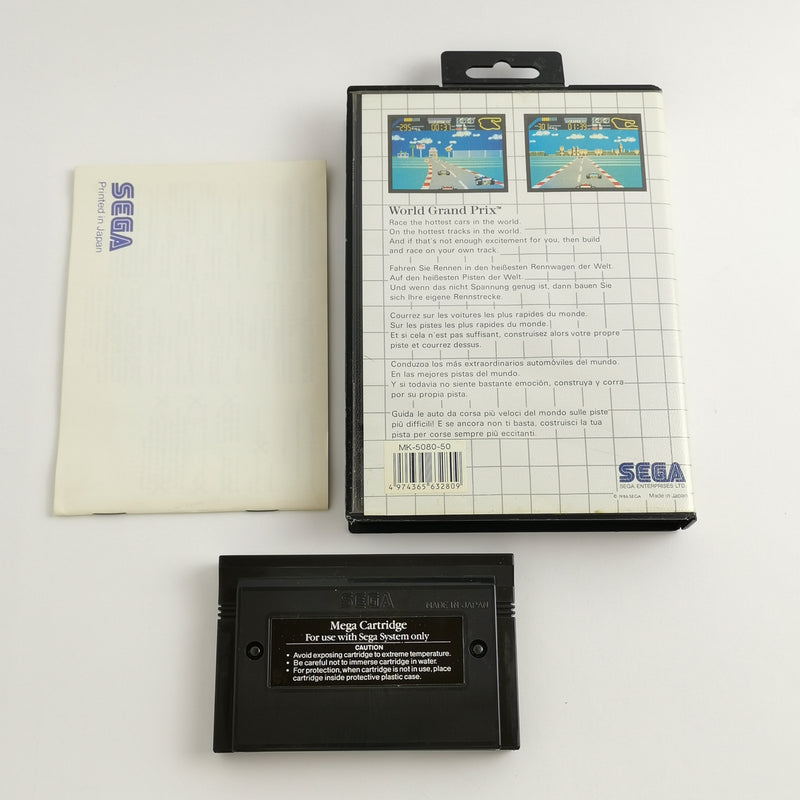 SEGA
Printed in Japan
295
00:37
301
01:39
World Grand Prix™
Race the hottest cars in the world.
On the hottest tracks in the world.
And if that's not enough excitement for you, then build
and race on your own track.
Fahren Sie Rennen in den heißesten Rennwagen der Welt.
Auf den heißesten Pisten der Welt.
Und wenn das nicht Spannung genug ist, dann bauen Sie
sich Ihre eigene Rennstrecke.
Courrez sur les voitures les plus rapides du monde.
Sur les pistes les plus rapides du monde.
Et si cela n'est pas suffisant, construisez alors votre propre
piste et courrez dessus.
Conduzoa los más extraordinarios automóviles del mundo.
En las mejores pistas del mundo.
Y si todavia no siente bastante emoción, construya y corra
por su propia pista.
Guida le auto da corsa più veloci del mondo sulle piste
più difficili! E se ancora non ti basta, costruisci la tua
pista per corse sempre più eccitanti.
MK-5080-50
4 974365 632809
SEGA
SEGA ENTERPRISES LTD.
© 1986 SEGA Made in Japan
SEGA
MADE IN JAPAN
Mega Cartridge
For use with Sega System only
CAUTION
• Avoid exposing cartridge to extreme temperature.
• Be careful not to immerse cartridge in water.
• For protection, when cartridge is not in use, place
cartridge inside protective plastic case.